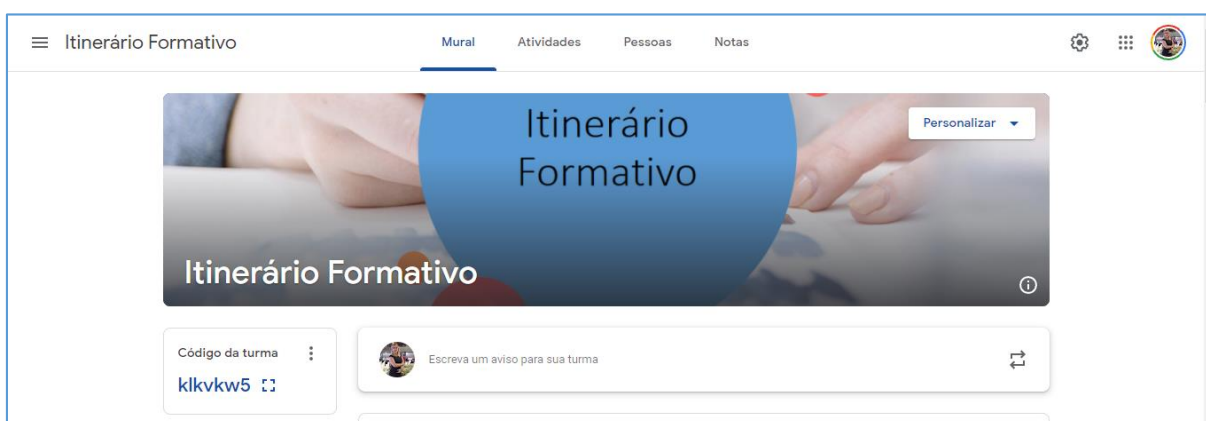 Itinerário Formativo
Mural
Atividades
Pessoas
Notas
Itinerário
Formativo
Personalizar
Itinerário Formativo
Código da turma
klkvkw5
Escreva um aviso para sua turma